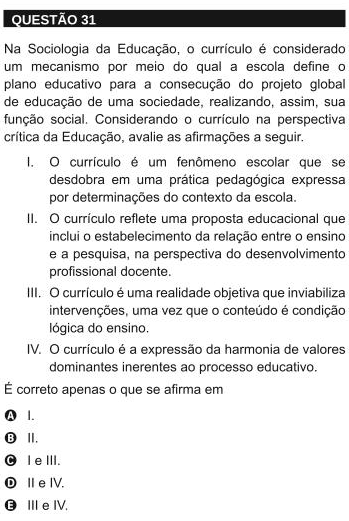 QUESTÃO 31
Na Sociologia da Educação, o currículo é considerado
um mecanismo por meio do qual a escola define o
plano educativo para a consecução do projeto global
de educação de uma sociedade, realizando, assim, sua
função social. Considerando o currículo na perspectiva
crítica da Educação, avalie as afirmações a seguir.
I. O currículo é um fenômeno escolar que se
desdobra em uma prática pedagógica expressa
por determinações do contexto da escola.
II. O currículo reflete uma proposta educacional que
inclui o estabelecimento da relação entre o ensino
e a pesquisa, na perspectiva do desenvolvimento
profissional docente.
III. O currículo é uma realidade objetiva que inviabiliza
intervenções, uma vez que o conteúdo é condição
lógica do ensino.
IV. O currículo é a expressão da harmonia de valores
dominantes inerentes ao processo educativo.
É correto apenas o que se afirma em
A I.
B II.
C I e III.
D II e IV.
E III e IV.